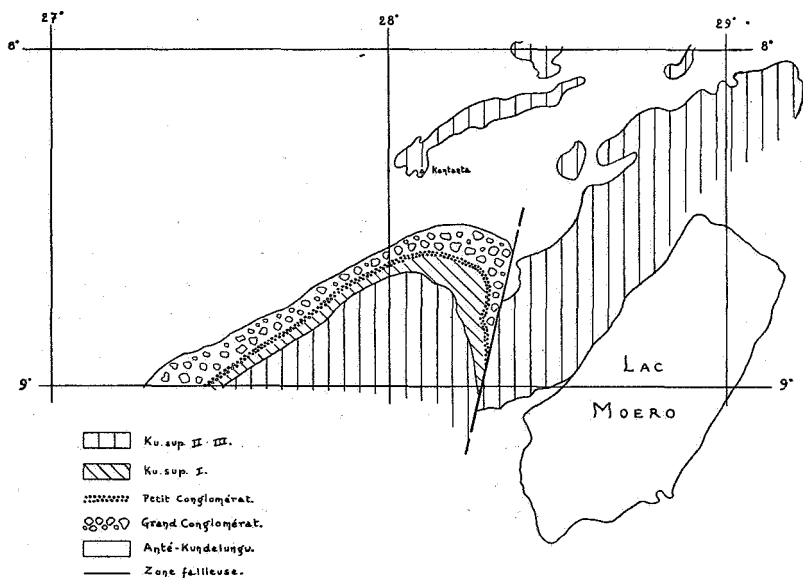 27° 28° 29°
8° 8°
Kantanta
9° 9°
LAC
MOERO
Ku. sup II - III.
Ku. sup I.
Petit Conglomérat.
Grand Conglomérat.
Anté-Kundelungu.
Zone failleuse.